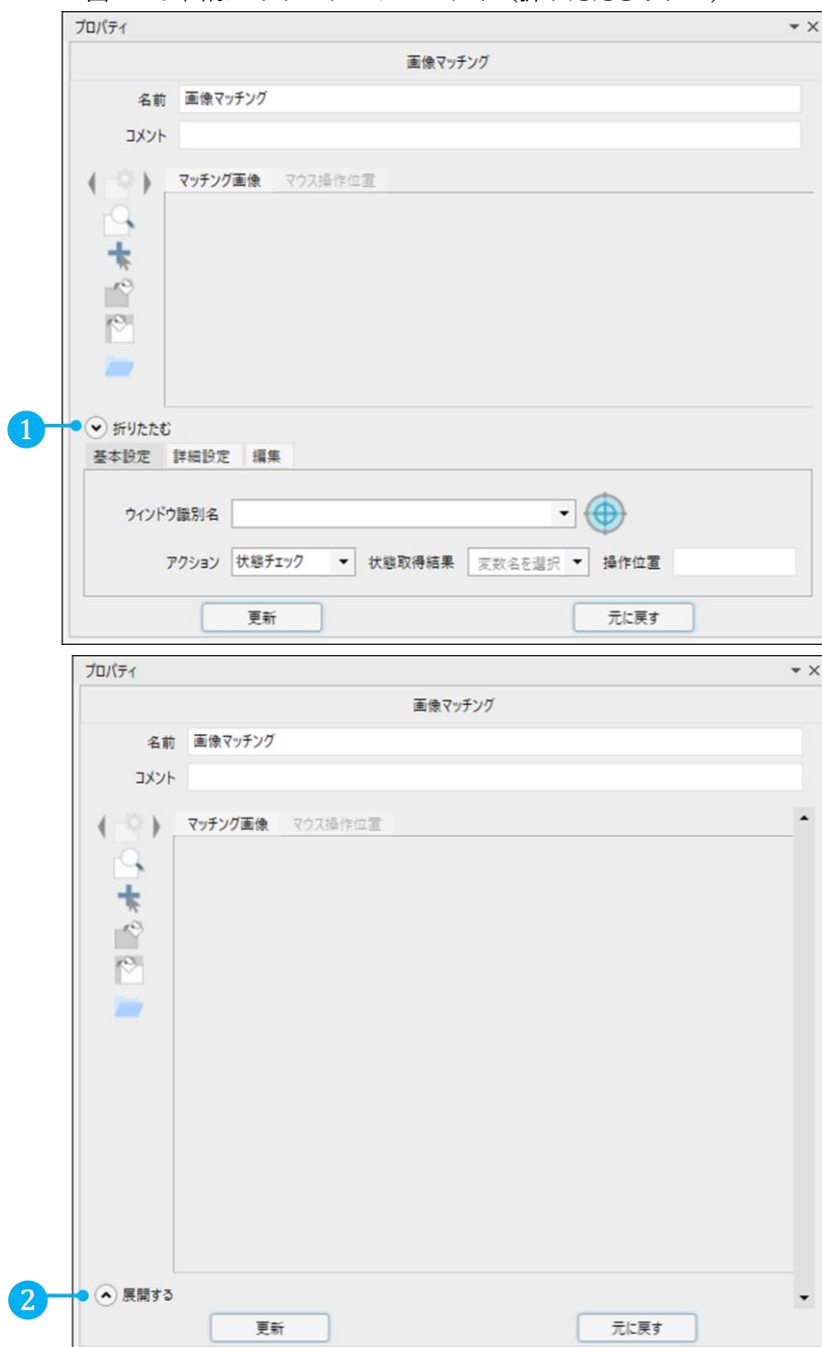 プロパティ
画像マッチング
名前 画像マッチング
コメント
マッチング画像 マウス操作位置
1 折りたたむ
基本設定 詳細設定 編集
ウィンドウ識別名
アクション 状態チェック 状態取得結果 変数名を選択 操作位置
更新 元に戻す
プロパティ
画像マッチング
名前 画像マッチング
コメント
マッチング画像 マウス操作位置
2 展開する
更新 元に戻す